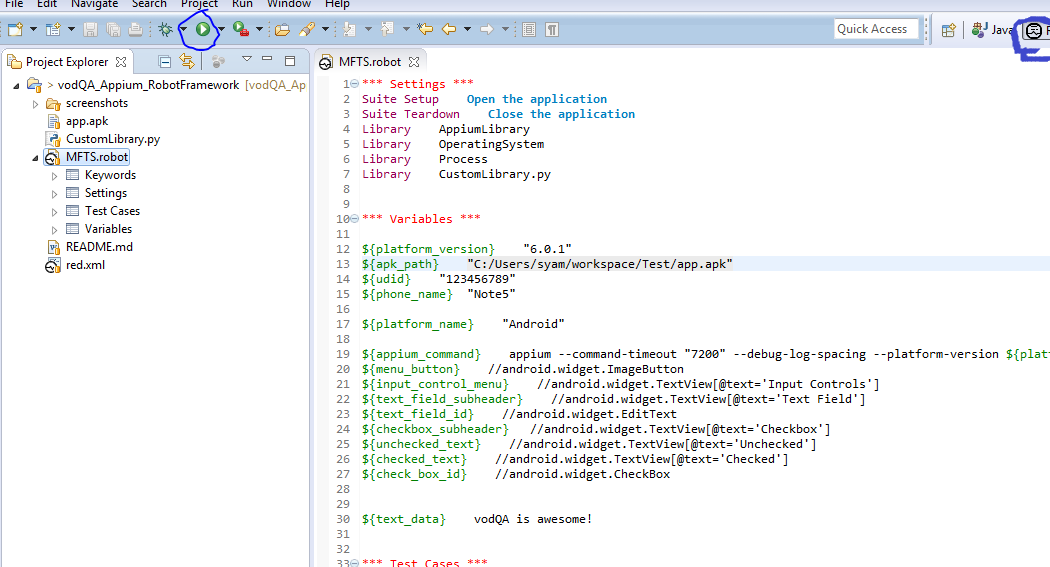 File Edit Navigate Search Project Run Window Help
Quick Access
Java
Project Explorer
MFTS.robot
> vodQA_Appium_RobotFramework [vodQA_Ap
screenshots
app.apk
CustomLibrary.py
MFTS.robot
Keywords
Settings
Test Cases
Variables
README.md
red.xml
1 *** Settings ***
2 Suite Setup    Open the application
3 Suite Teardown    Close the application
4 Library    AppiumLibrary
5 Library    OperatingSystem
6 Library    Process
7 Library    CustomLibrary.py
8
9
10 *** Variables ***
11
12 ${platform_version}    "6.0.1"
13 ${apk_path}    "C:/Users/syam/workspace/Test/app.apk"
14 ${udid}    "123456789"
15 ${phone_name}  "Note5"
16
17 ${platform_name}    "Android"
18
19 ${appium_command}    appium --command-timeout "7200" --debug-log-spacing --platform-version ${plat
20 ${menu_button}    //android.widget.ImageButton
21 ${input_control_menu}    //android.widget.TextView[@text='Input Controls']
22 ${text_field_subheader}    //android.widget.TextView[@text='Text Field']
23 ${text_field_id}    //android.widget.EditText
24 ${checkbox_subheader}   //android.widget.TextView[@text='Checkbox']
25 ${unchecked_text}    //android.widget.TextView[@text='Unchecked']
26 ${checked_text}    //android.widget.TextView[@text='Checked']
27 ${check_box_id}    //android.widget.CheckBox
28
29
30 ${text_data}    vodQA is awesome!
31
32
33 *** Test Cases ***